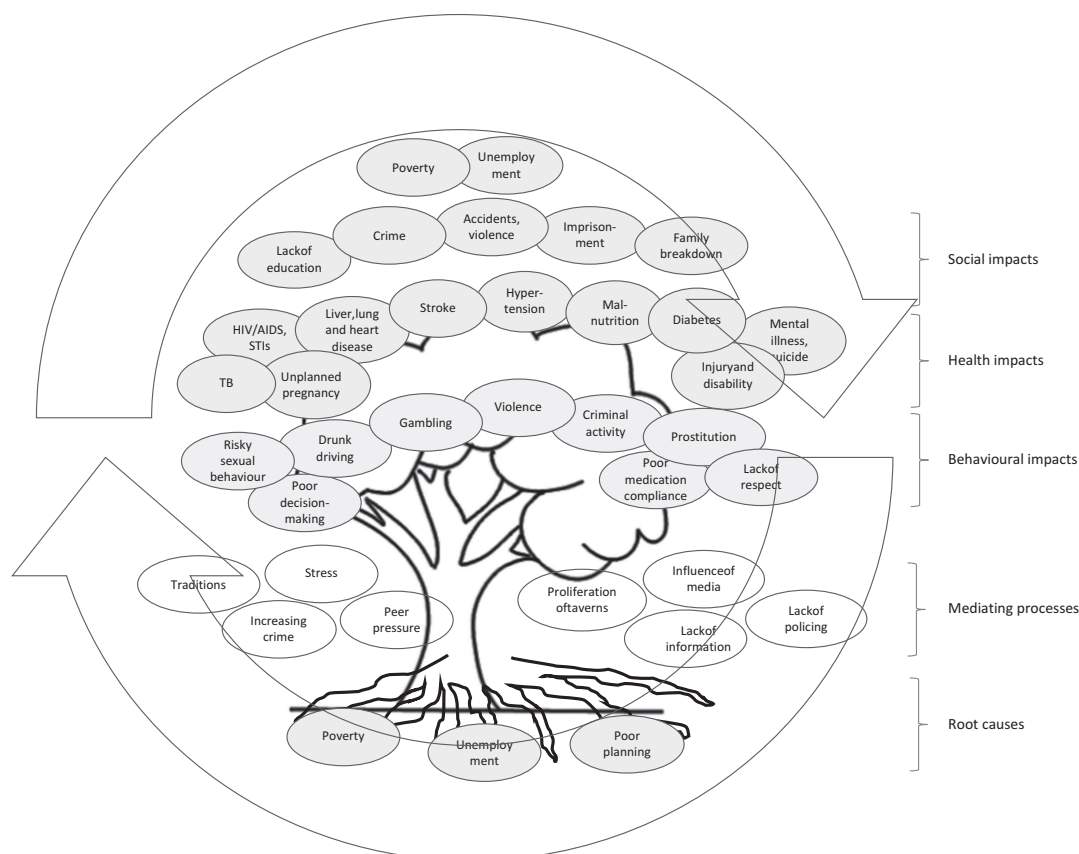 Poverty
Unemploy
ment
Lackof
education
Crime
Accidents,
violence
Imprison-
ment
Family
breakdown
Social impacts
HIV/AIDS,
STIs
Liver,lung
and heart
disease
Stroke
Hyper-
tension
Mal-
nutrition
Diabetes
Mental
illness,
suicide
TB
Unplanned
pregnancy
Injuryand
disability
Health impacts
Risky
sexual
behaviour
Drunk
driving
Gambling
Violence
Criminal
activity
Prostitution
Poor
decision-
making
Poor
medication
compliance
Lackof
respect
Behavioural impacts
Traditions
Stress
Increasing
crime
Peer
pressure
Proliferation
oftaverns
Influenceof
media
Lackof
information
Lackof
policing
Mediating processes
Poverty
Unemploy
ment
Poor
planning
Root causes